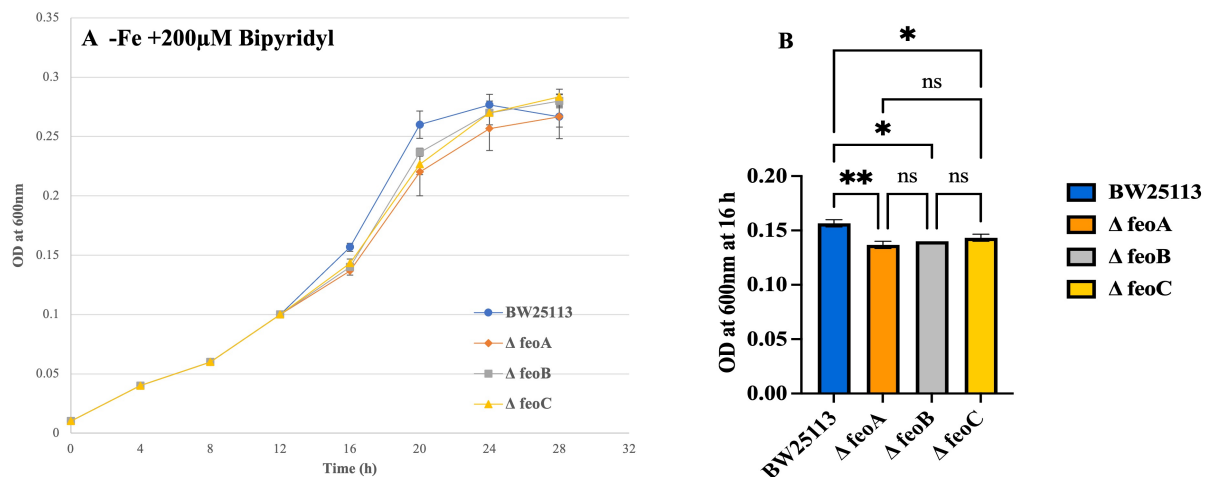 A -Fe +200µM Bipyridyl
OD at 600nm
0.35
0.3
0.25
0.2
0.15
0.1
0.05
0
0
4
8
12
16
20
24
28
32
Time (h)
BW25113
Δ feoA
Δ feoB
Δ feoC
B
*
ns
*
**
ns
ns
OD at 600nm at 16 h
0.20
0.15
0.10
0.05
0.00
BW25113
Δ feoA
Δ feoB
Δ feoC
BW25113
Δ feoA
Δ feoB
Δ feoC